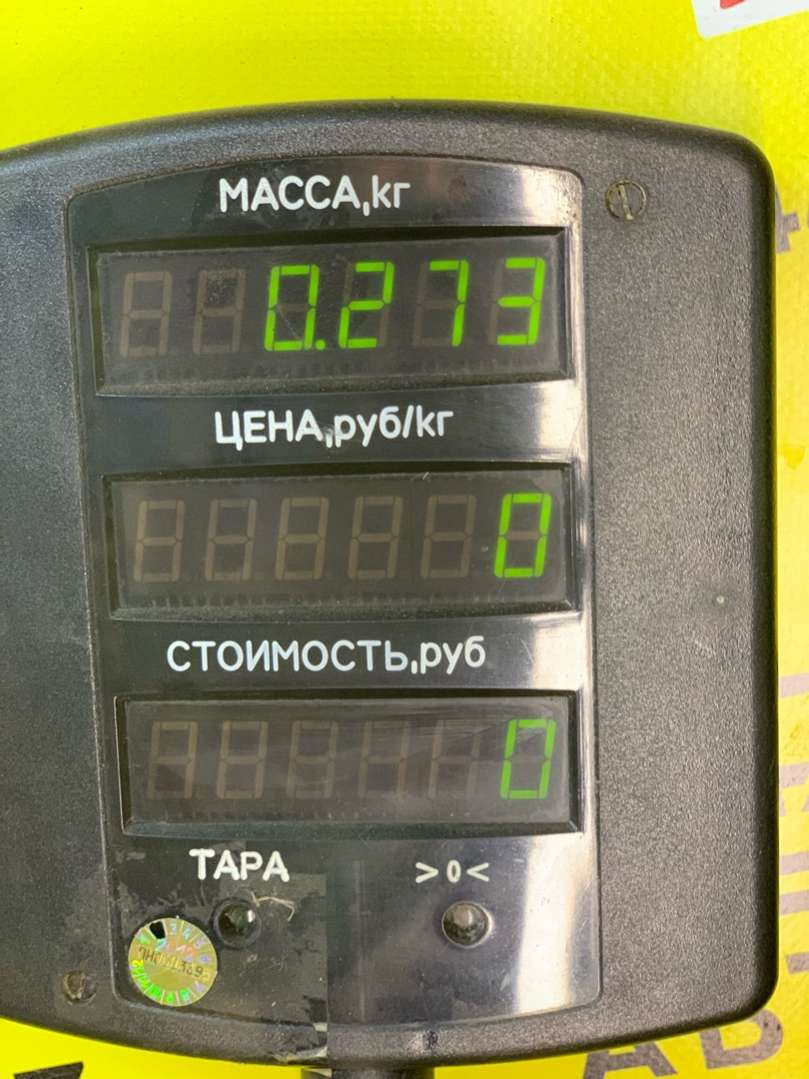 МАССА,кг
0.273
ЦЕНА,руб/кг
0
СТОИМОСТЬ,руб
0
ТАРА >0<